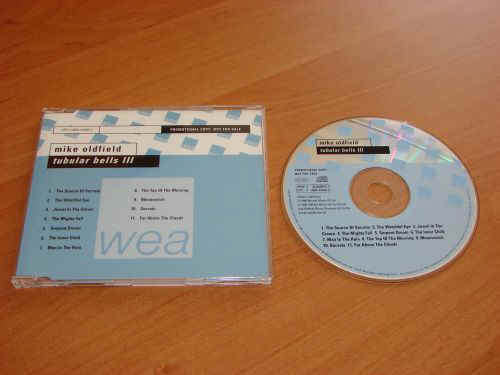 PROMOTIONAL COPY, NOT FOR SALE
mike oldfield
tubular bells III
1. The Source Of Secrets
2. The Watchful Eye
3. Jewel In The Crown
4. The Mighty Fall
5. Serpent Dream
6. The Inner Child
7. Man In The Rain
8. The Top Of The Morning
9. Moonwatch
10. Secrets
11. Far Above The Clouds
wea
mike oldfield
tubular bells III
PROMOTIONAL COPY,
NOT FOR SALE
1. The Source Of Secrets 2. The Watchful Eye 3. Jewel In The
Crown 4. The Mighty Fall 5. Serpent Dream 6. The Inner Child
7. Man In The Rain 8. The Top Of The Morning 9. Moonwatch
10. Secrets 11. Far Above The Clouds